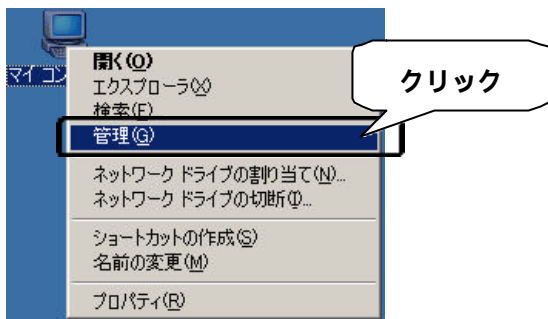 マイ コン
開く(O)
エクスプローラ(X)
検索(F)
管理(G)
ネットワーク ドライブの割り当て(N)...
ネットワーク ドライブの切断(I)...
ショートカットの作成(S)
名前の変更(M)
プロパティ(R)
クリック